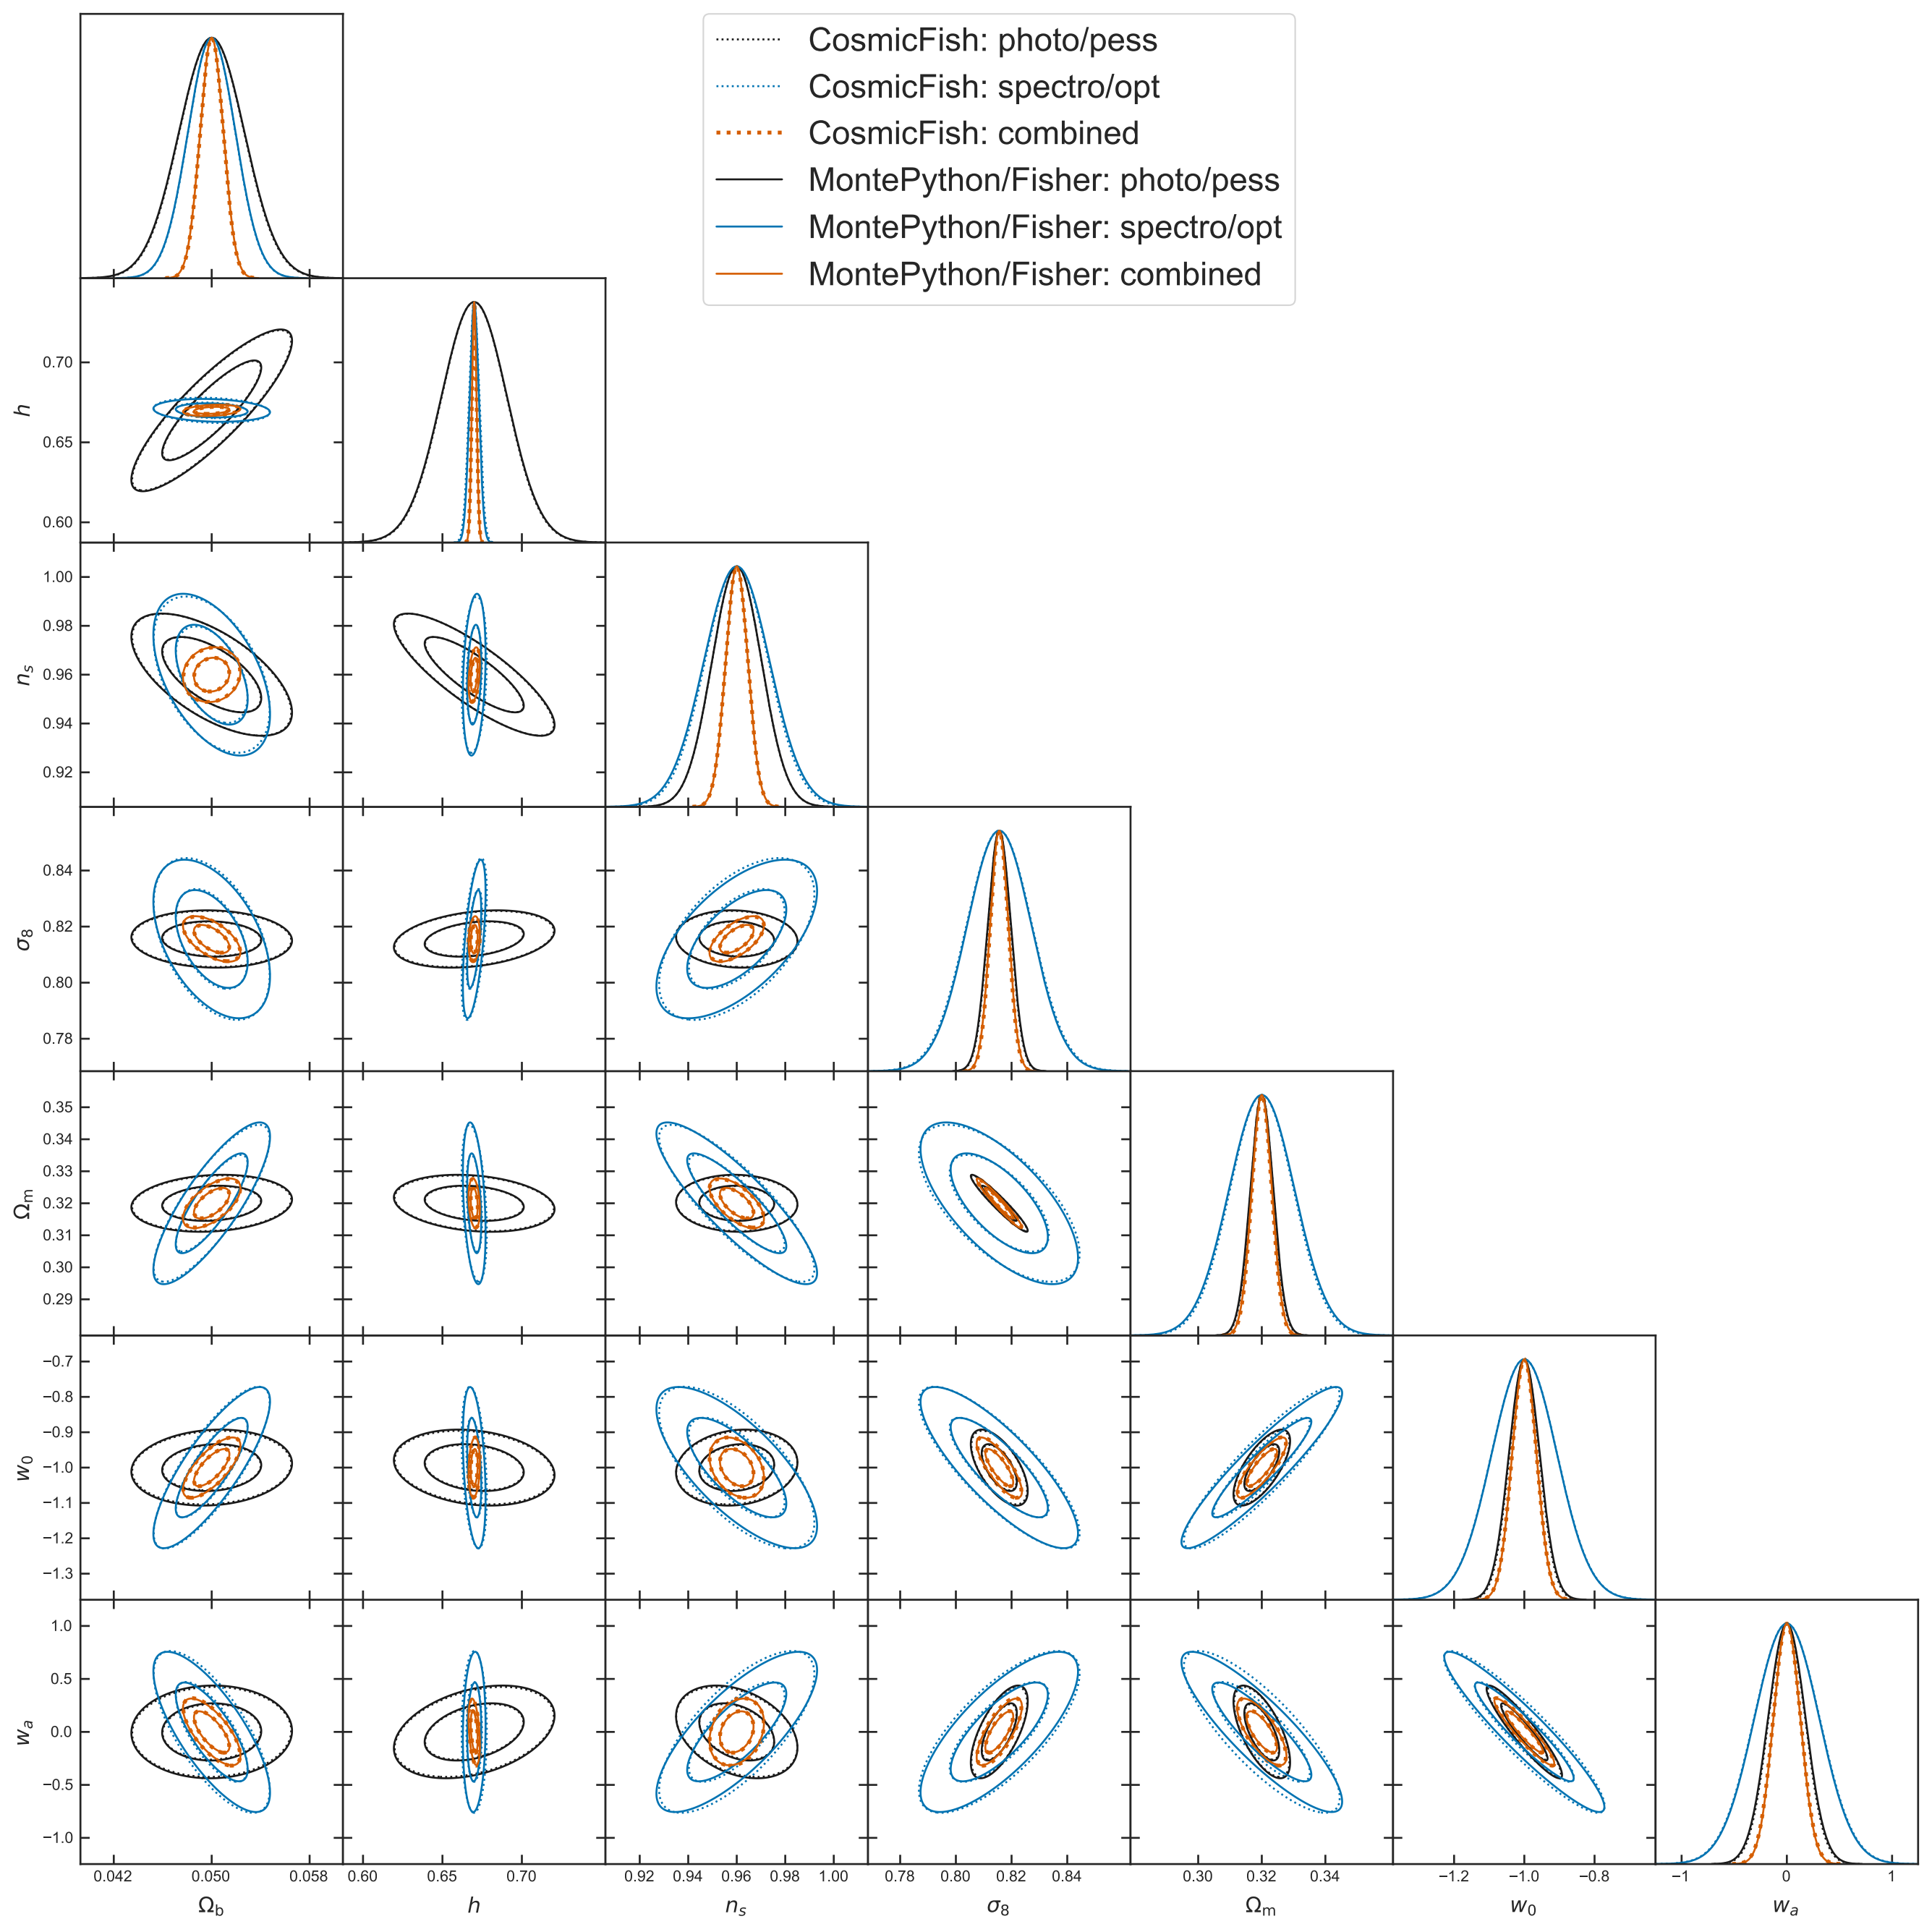 CosmicFish: photo/pess
CosmicFish: spectro/opt
CosmicFish: combined
MontePython/Fisher: photo/pess
MontePython/Fisher: spectro/opt
MontePython/Fisher: combined
0.70
0.65
0.60
h
1.00
0.98
0.96
0.94
0.92
n_s
0.84
0.82
0.80
0.78
σ_8
0.35
0.34
0.33
0.32
0.31
0.30
0.29
Ω_m
−0.7
−0.8
−0.9
−1.0
−1.1
−1.2
−1.3
w_0
1.0
0.5
0.0
−0.5
−1.0
w_a
0.042 0.050 0.058 0.60 0.65 0.70 0.92 0.94 0.96 0.98 1.00 0.78 0.80 0.82 0.84 0.30 0.32 0.34 −1.2 −1.0 −0.8 −1 0 1
Ω_b h n_s σ_8 Ω_m w_0 w_a